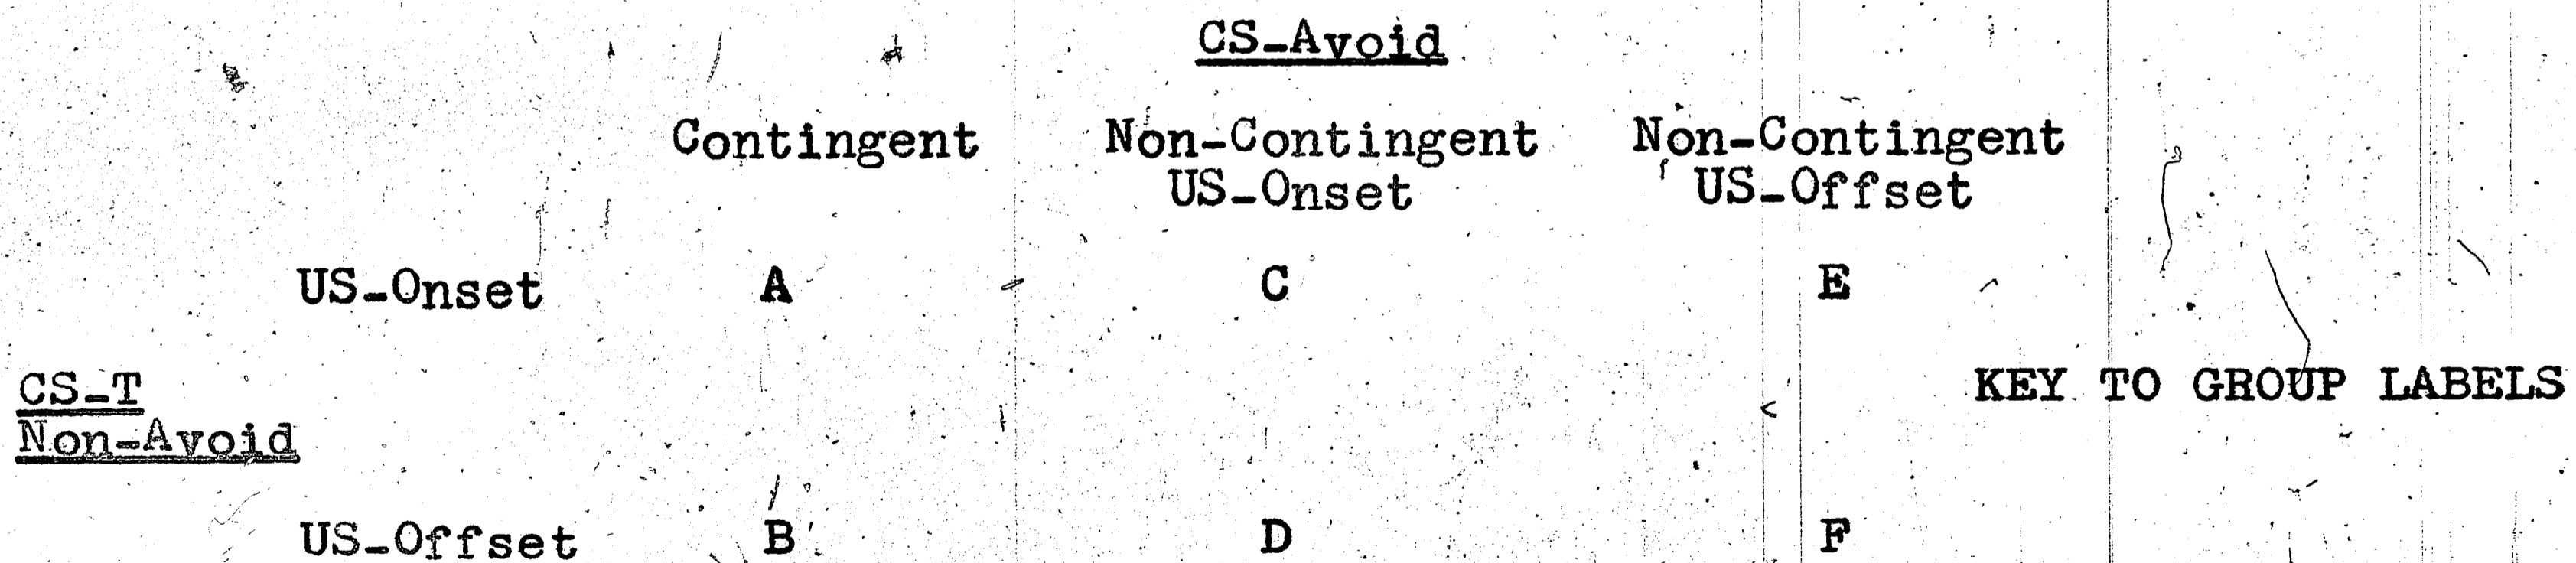 CS-Avoid
Contingent Non-Contingent Non-Contingent
US-Onset US-Offset
US-Onset A C E
CS-T KEY TO GROUP LABELS
Non-Avoid
US-Offset B D F